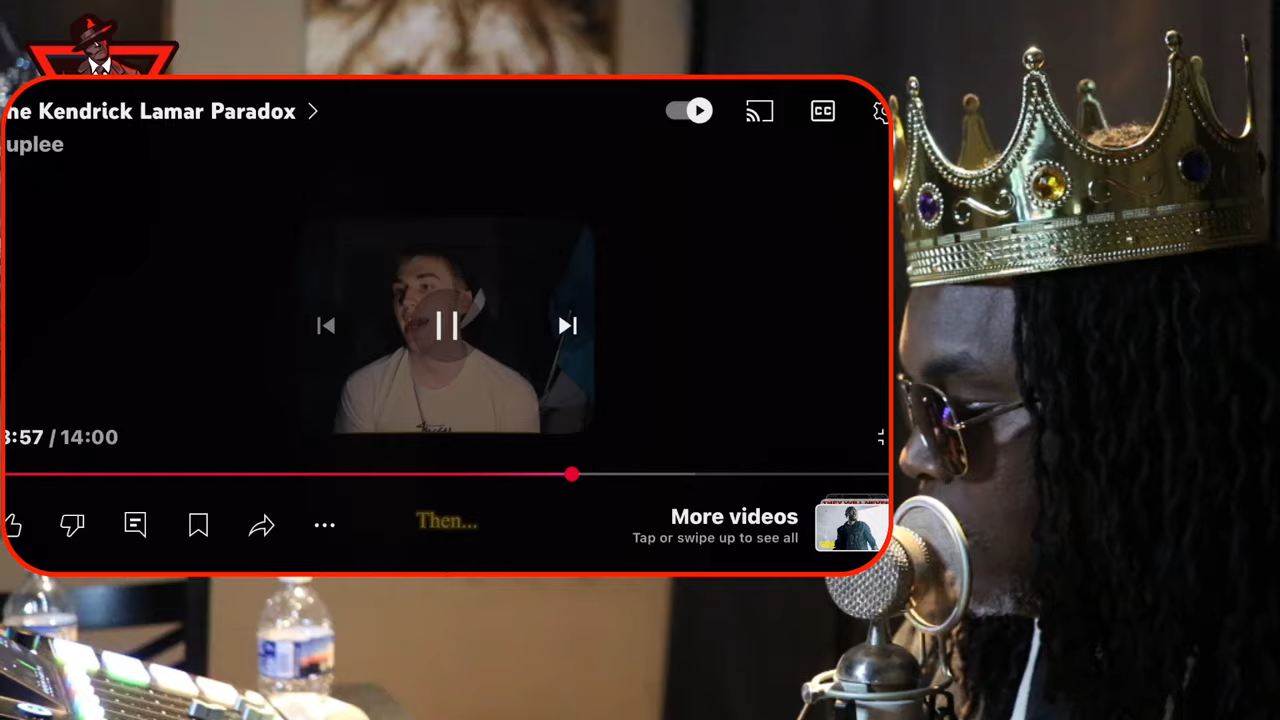 ne Kendrick Lamar Paradox
uplee
CC
3:57 / 14:00
Then...
More videos
Tap or swipe up to see all